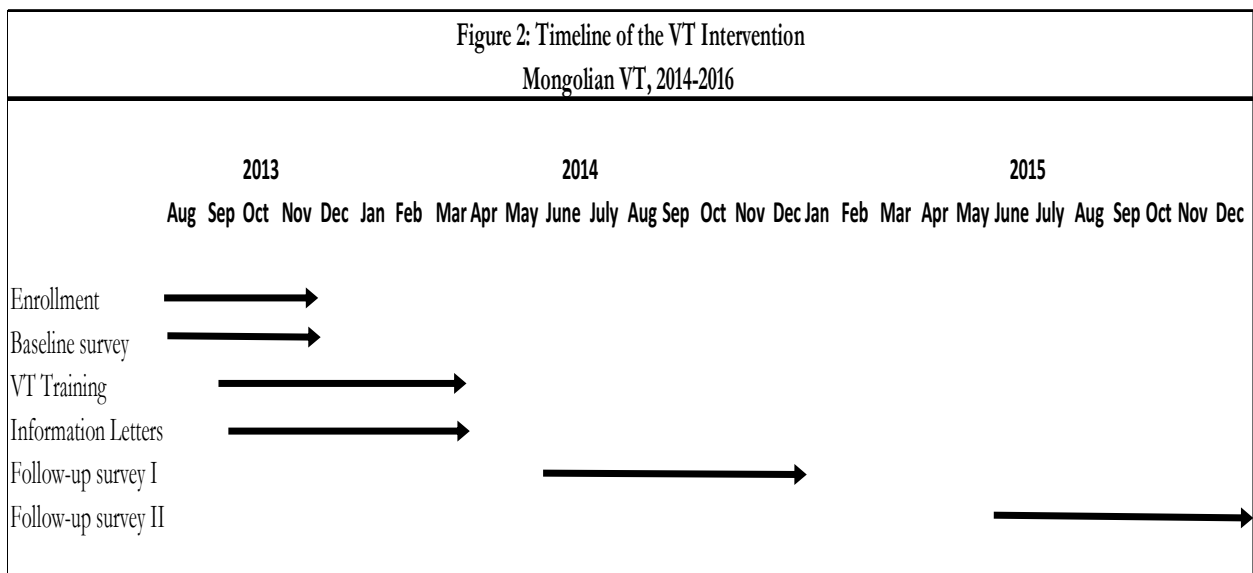 Figure 2: Timeline of the VT Intervention
Mongolian VT, 2014-2016
2013 2014 2015
Aug Sep Oct Nov Dec Jan Feb Mar Apr May June July Aug Sep Oct Nov Dec Jan Feb Mar Apr May June July Aug Sep Oct Nov Dec
Enrollment
Baseline survey
VT Training
Information Letters
Follow-up survey I
Follow-up survey II